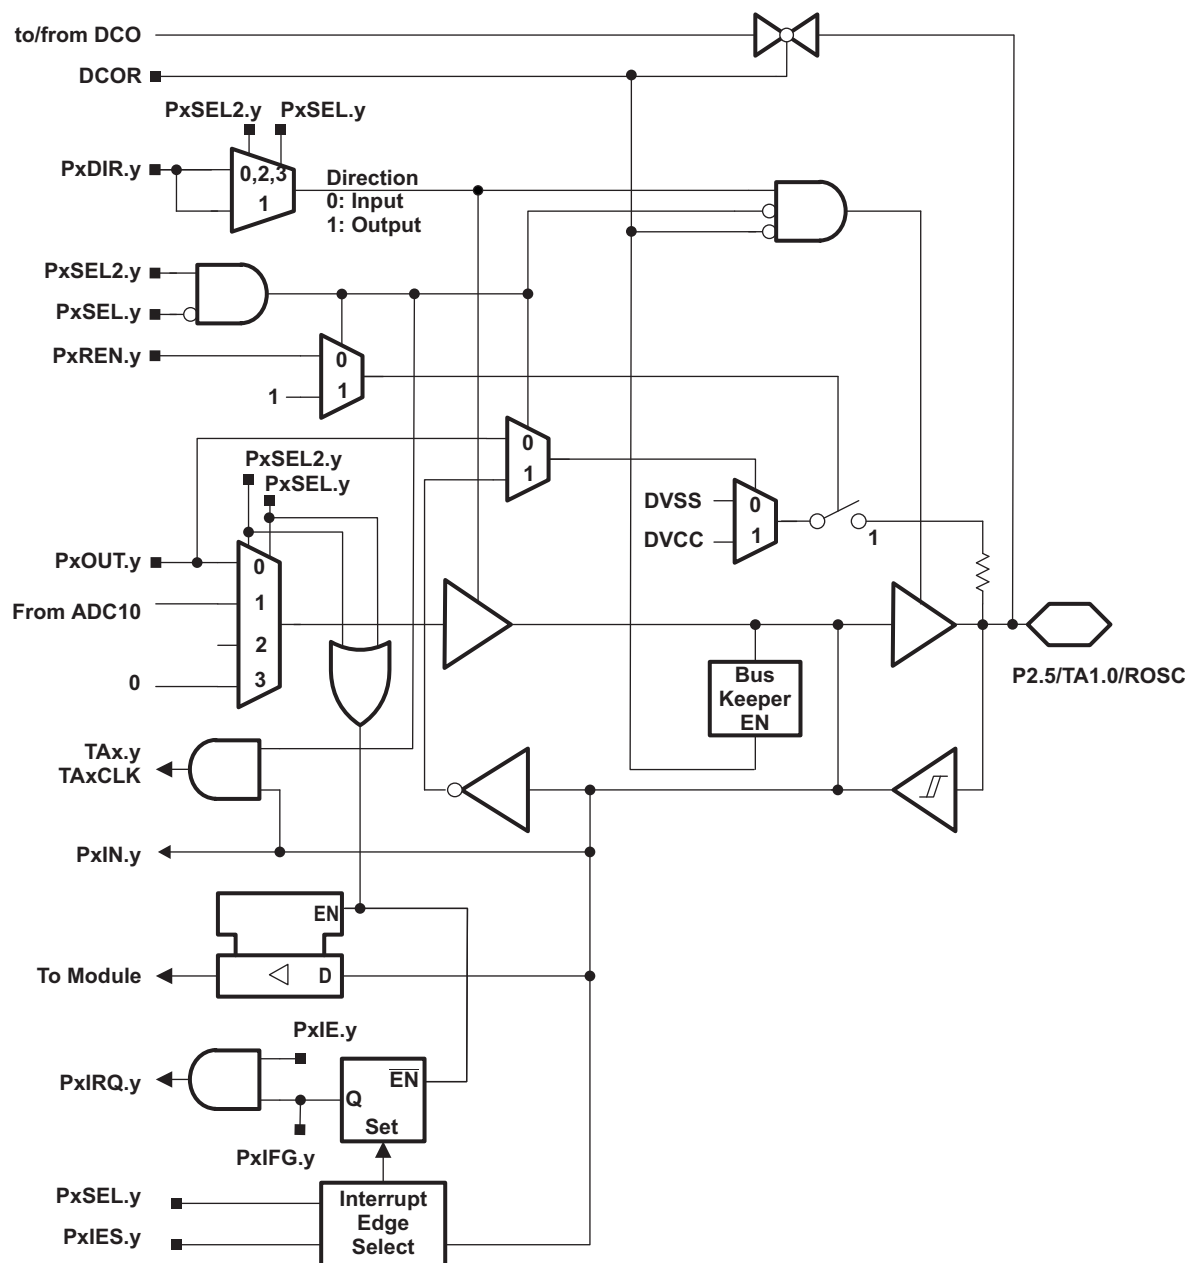 to/from DCO
DCOR
PxSEL2.y
PxSEL.y
PxDIR.y
0,2,3
1
Direction
0: Input
1: Output
PxSEL2.y
PxSEL.y
PxREN.y
0
1
1
0
1
PxSEL2.y
PxSEL.y
DVSS
DVCC
0
1
1
PxOUT.y
From ADC10
0
0
1
2
3
Bus
Keeper
EN
P2.5/TA1.0/ROSC
TAx.y
TAxCLK
PxIN.y
EN
D
To Module
PxIE.y
PxIRQ.y
EN
Q
Set
PxIFG.y
PxSEL.y
PxIES.y
Interrupt
Edge
Select